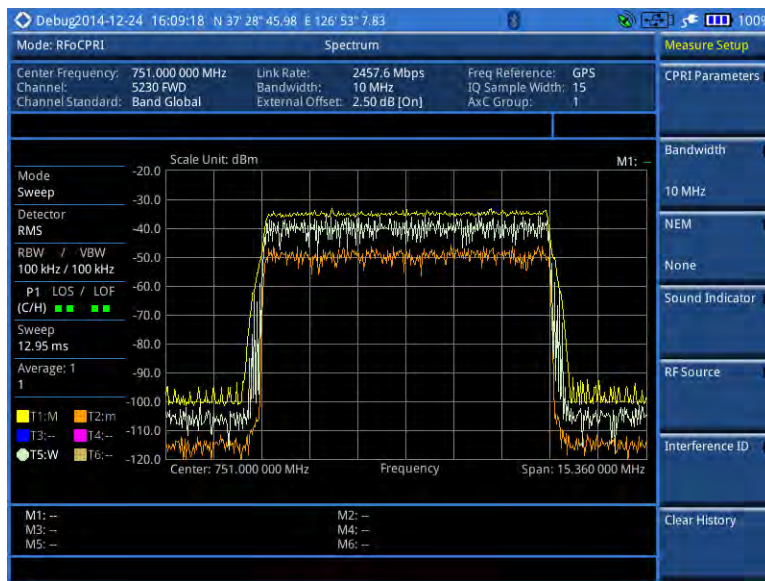 Debug2014-12-24 16:09:18 N 37' 28" 45.98 E 126' 53" 7.83 100%
Mode: RFoCPRI Spectrum Measure Setup
Center Frequency: 751.000 000 MHz Link Rate: 2457.6 Mbps Freq Reference: GPS
Channel: 5230 FWD Bandwidth: 10 MHz IQ Sample Width: 15
Channel Standard: Band Global External Offset: 2.50 dB [On] AxC Group: 1
CPRI Parameters
Scale Unit: dBm M1: --
Bandwidth
10 MHz
NEM
None
Sound Indicator
RF Source
Interference ID
Clear History
Mode
Sweep
Detector
RMS
RBW / VBW
100 kHz / 100 kHz
P1 LOS / LOF
(C/H)
Sweep
12.95 ms
Average: 1
1
T1:M T2:m
T3:-- T4:--
T5:W T6:--
-20.0
-30.0
-40.0
-50.0
-60.0
-70.0
-80.0
-90.0
-100.0
-110.0
-120.0
Center: 751.000 000 MHz Frequency Span: 15.360 000 MHz
M1: -- M2: --
M3: -- M4: --
M5: -- M6: --